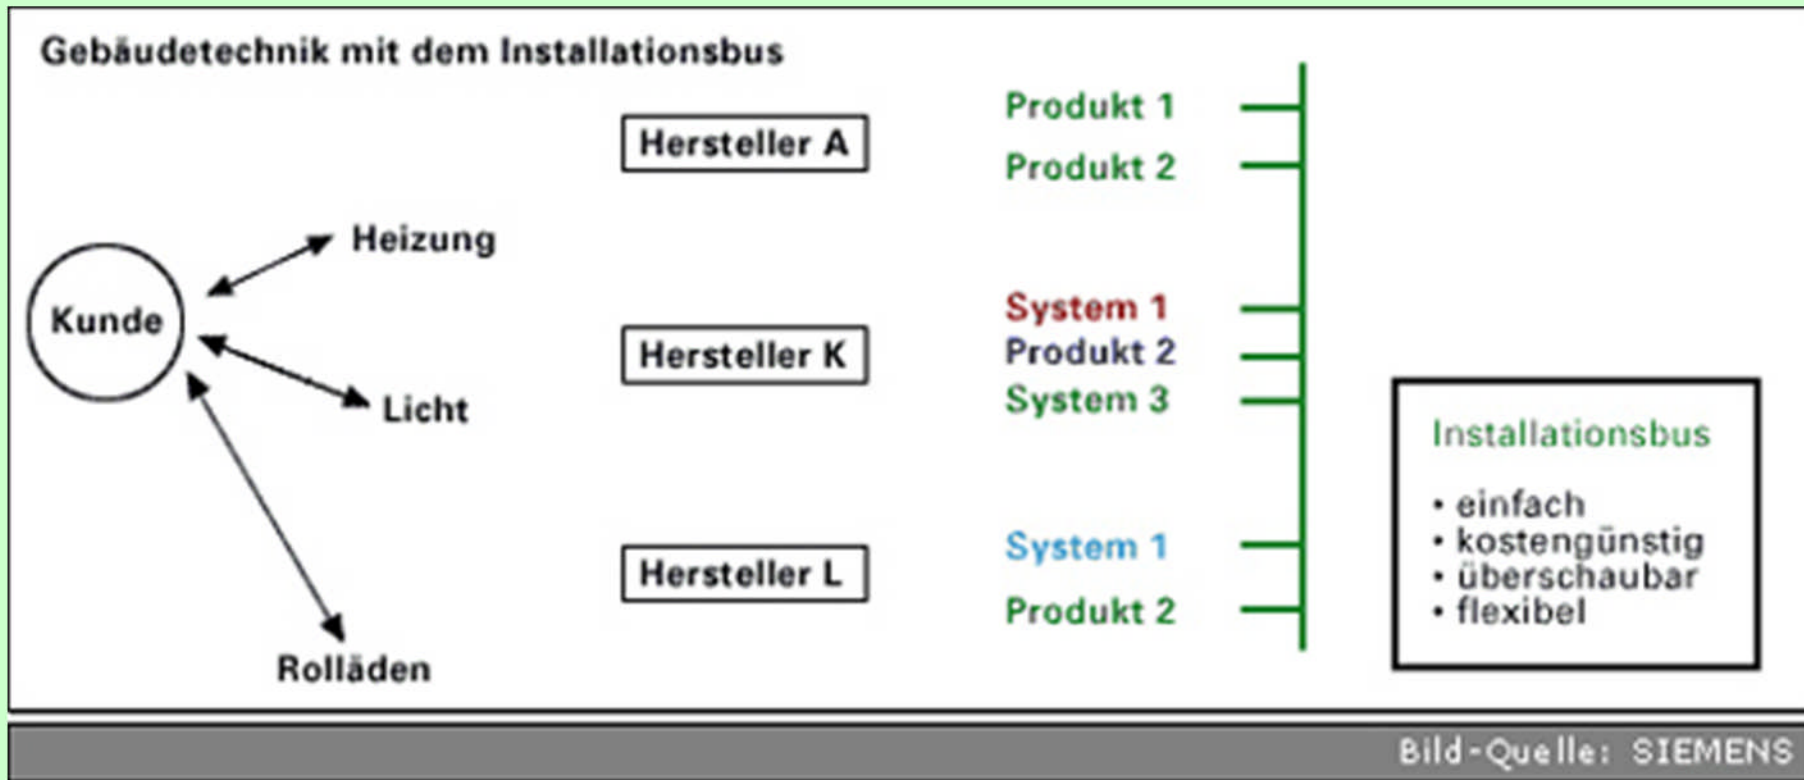 Gebäudetechnik mit dem Installationsbus
Kunde
Heizung
Licht
Rolläden
Hersteller A
Hersteller K
Hersteller L
Produkt 1
Produkt 2
System 1
Produkt 2
System 3
System 1
Produkt 2
Installationsbus
• einfach
• kostengünstig
• überschaubar
• flexibel
Bild-Quelle: SIEMENS